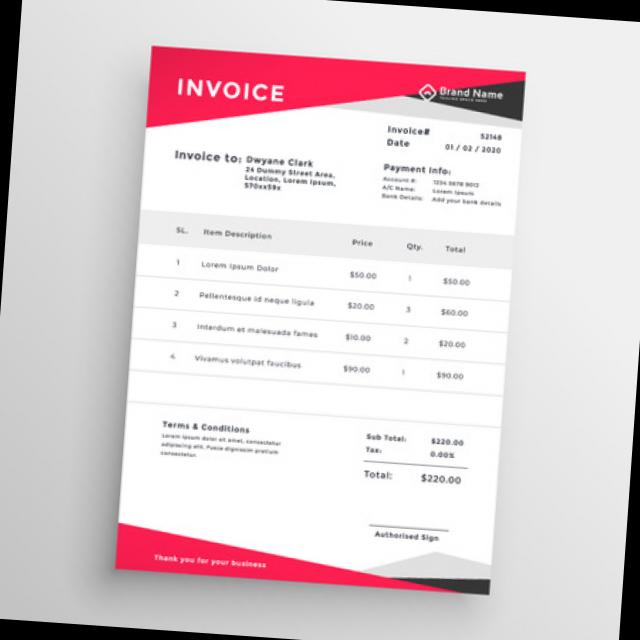 INVOICE
Brand Name
TAGLINE SPACE HERE
Invoice# 52148
Date 01 / 02 / 2020
Invoice to: Dwyane Clark
24 Dummy Street Area,
Location, Lorem Ipsum,
570xx59x
Payment Info:
Account #: 1234 5678 9012
A/C Name: Lorem Ipsum
Bank Details: Add your bank details
SL. Item Description Price Qty. Total
1 Lorem Ipsum Dolor $50.00 1 $50.00
2 Pellentesque id neque ligula $20.00 3 $60.00
3 Interdum et malesuada fames $10.00 2 $20.00
4 Vivamus volutpat faucibus $90.00 1 $90.00
Terms & Conditions
Lorem ipsum dolor sit amet, consectetur
adipiscing elit. Fusce dignissim pretium
consectetur.
Sub Total: $220.00
Tax: 0.00%
Total: $220.00
Authorised Sign
Thank you for your business